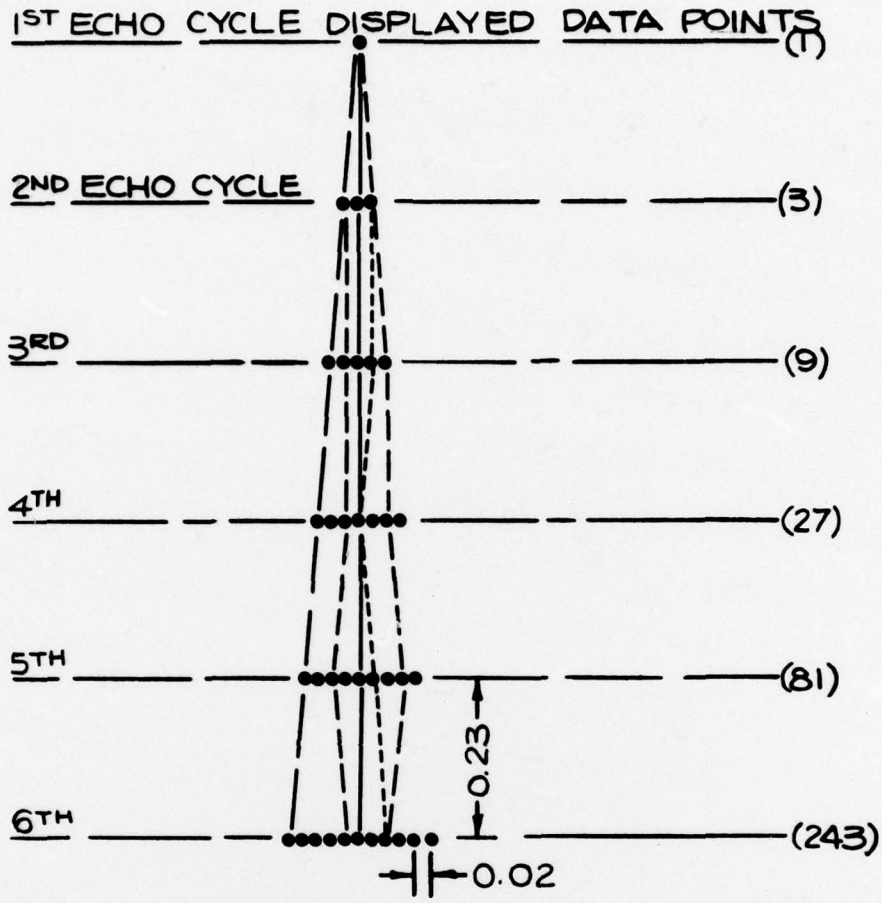 1ST ECHO CYCLE DISPLAYED DATA POINTS
(1)
2ND ECHO CYCLE (3)
3RD (9)
4TH (27)
5TH (81)
0.23
6TH (243)
0.02